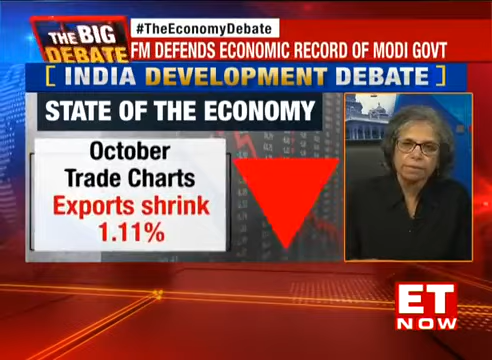 THE BIG
DEBATE
#TheEconomyDebate
FM DEFENDS ECONOMIC RECORD OF MODI GOVT
[ INDIA DEVELOPMENT DEBATE ]
STATE OF THE ECONOMY
October
Trade Charts
Exports shrink
1.11%
ET
NOW